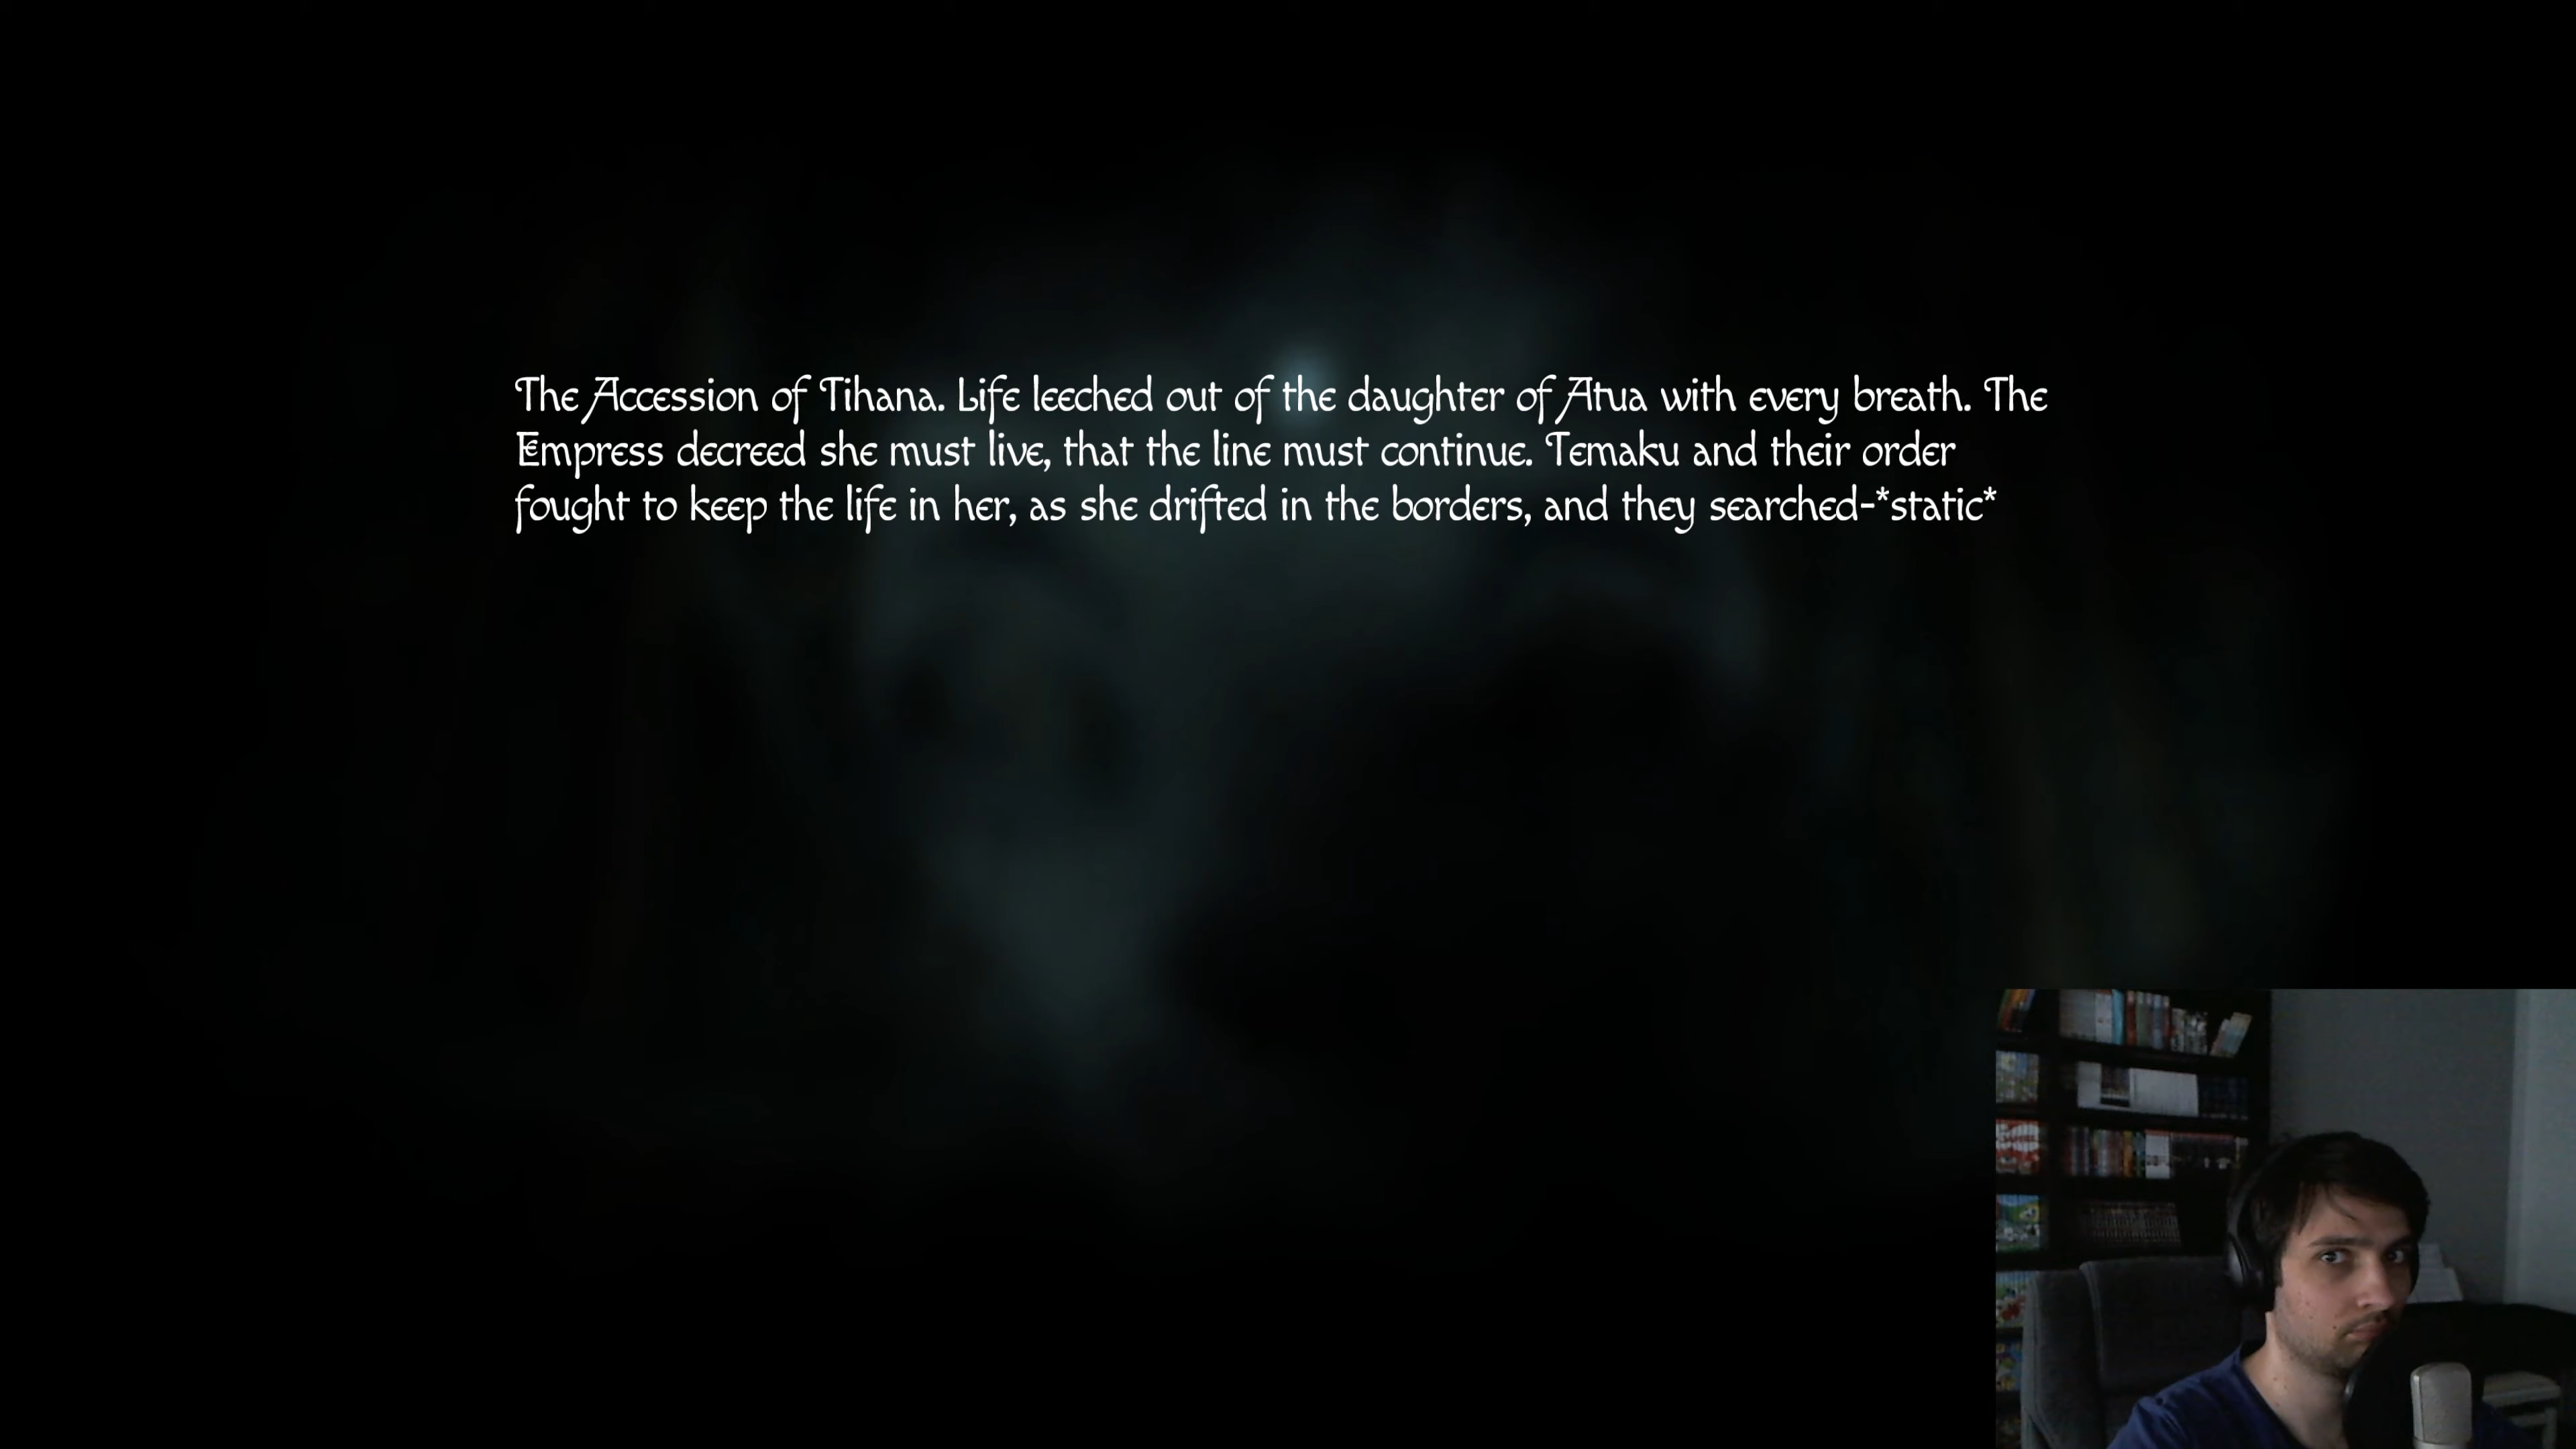 The Accession of Tihana. Life leeched out of the daughter of Atua with every breath. The
Empress decreed she must live, that the line must continue. Temaku and their order
fought to keep the life in her, as she drifted in the borders, and they searched-*static*